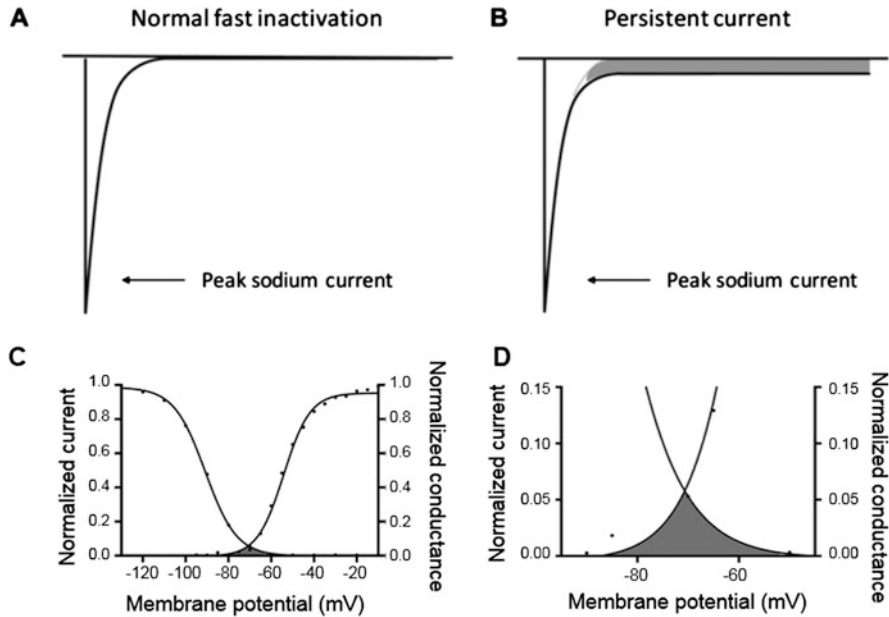 A Normal fast inactivation
Peak sodium current
B Persistent current
Peak sodium current
C
Normalized current
1.0
0.8
0.6
0.4
0.2
0.0
-120 -100 -80 -60 -40 -20
Membrane potential (mV)
1.0
0.8
0.6
0.4
0.2
0.0
Normalized conductance
D
Normalized current
0.15
0.10
0.05
0.00
-80 -60
Membrane potential (mV)
0.15
0.10
0.05
0.00
Normalized conductance